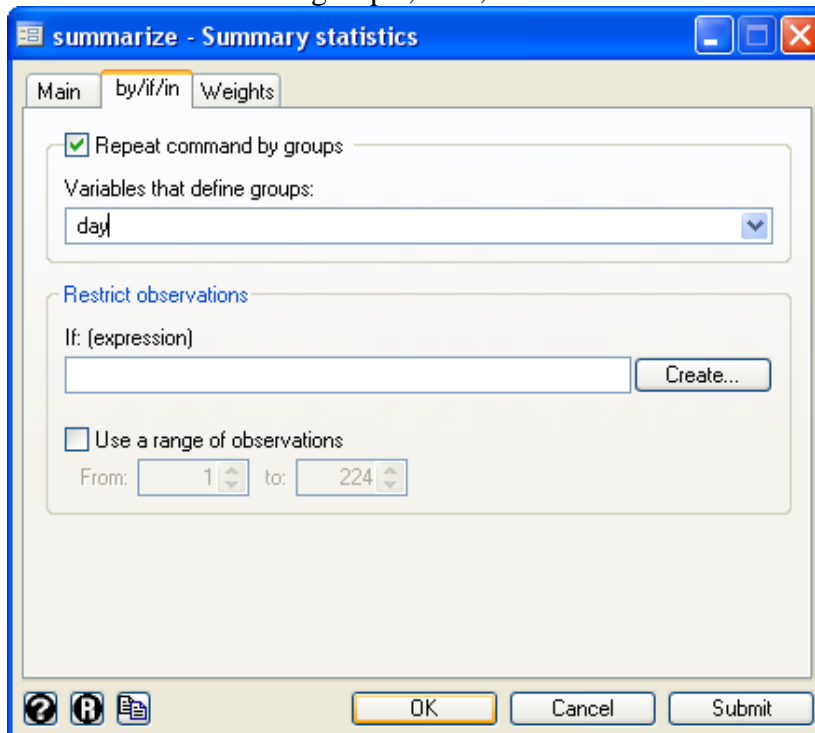 summarize - Summary statistics
Main by/if/in Weights
Repeat command by groups
Variables that define groups:
day
Restrict observations
If: (expression)
Create...
Use a range of observations
From: 1 to: 224
? R OK Cancel Submit